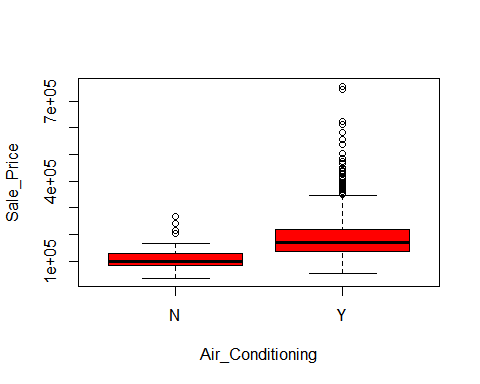 Sale_Price
7e+05
4e+05
1e+05
N Y
Air_Conditioning